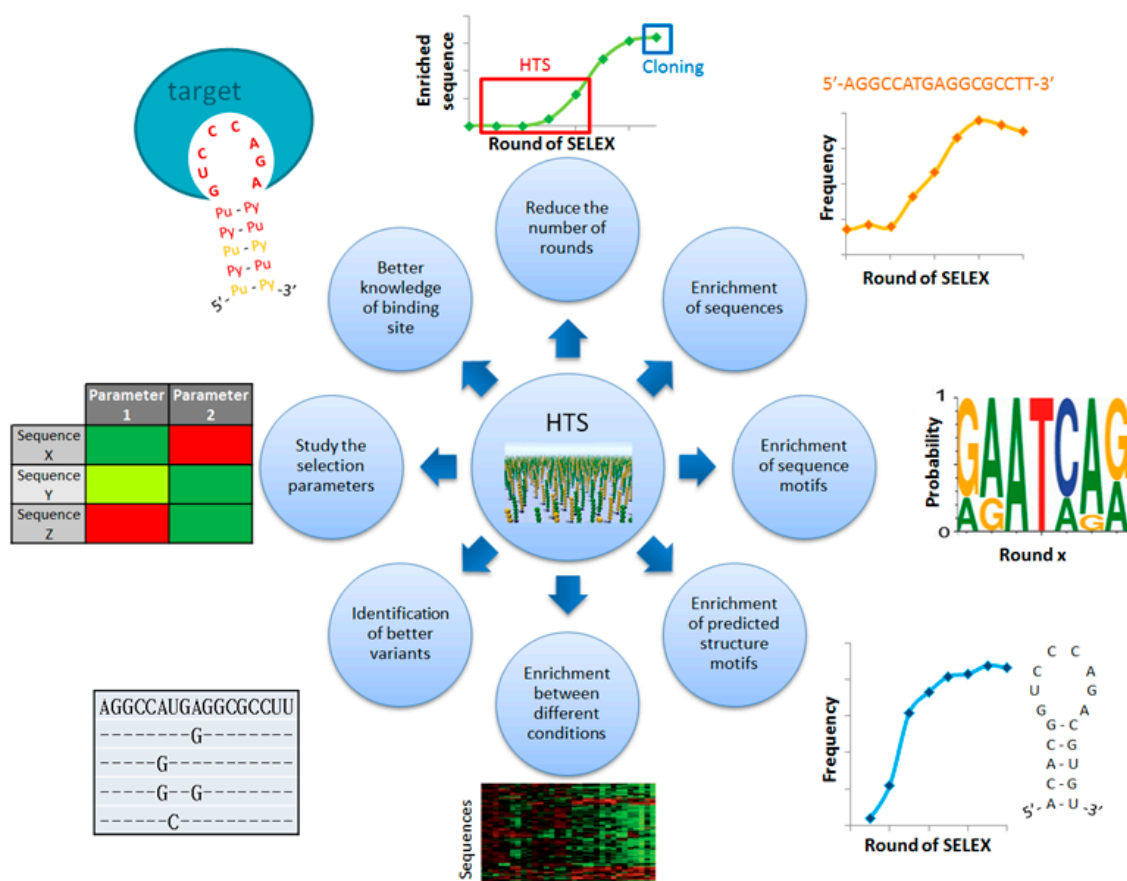 Enriched
sequence
HTS
Cloning
Round of SELEX
target
G U C C C C A G A
Pu - Py
Py - Pu
Pu - Py
Py - Pu
5'- Pu - Py -3'
5'-AGGCCATGAGGCGCCTT-3'
Frequency
Round of SELEX
Reduce the
number of
rounds
Better
knowledge
of binding
site
Enrichment
of sequences
Parameter
1
Parameter
2
Sequence
X
Sequence
Y
Sequence
Z
Study the
selection
parameters
HTS
Enrichment
of sequence
motifs
Probability
1
0
GAATCAG
AG AGA
Round x
Identification
of better
variants
Enrichment
between
different
conditions
Enrichment
of predicted
structure
motifs
AGGCCAUGAGGCGCCUU
--------G--------
-----G-----------
-----G--G--------
------C----------
Sequences
Frequency
Round of SELEX
C C
C A
U G
G A
G - C
C - G
A - U
C - G
5'- A - U -3'